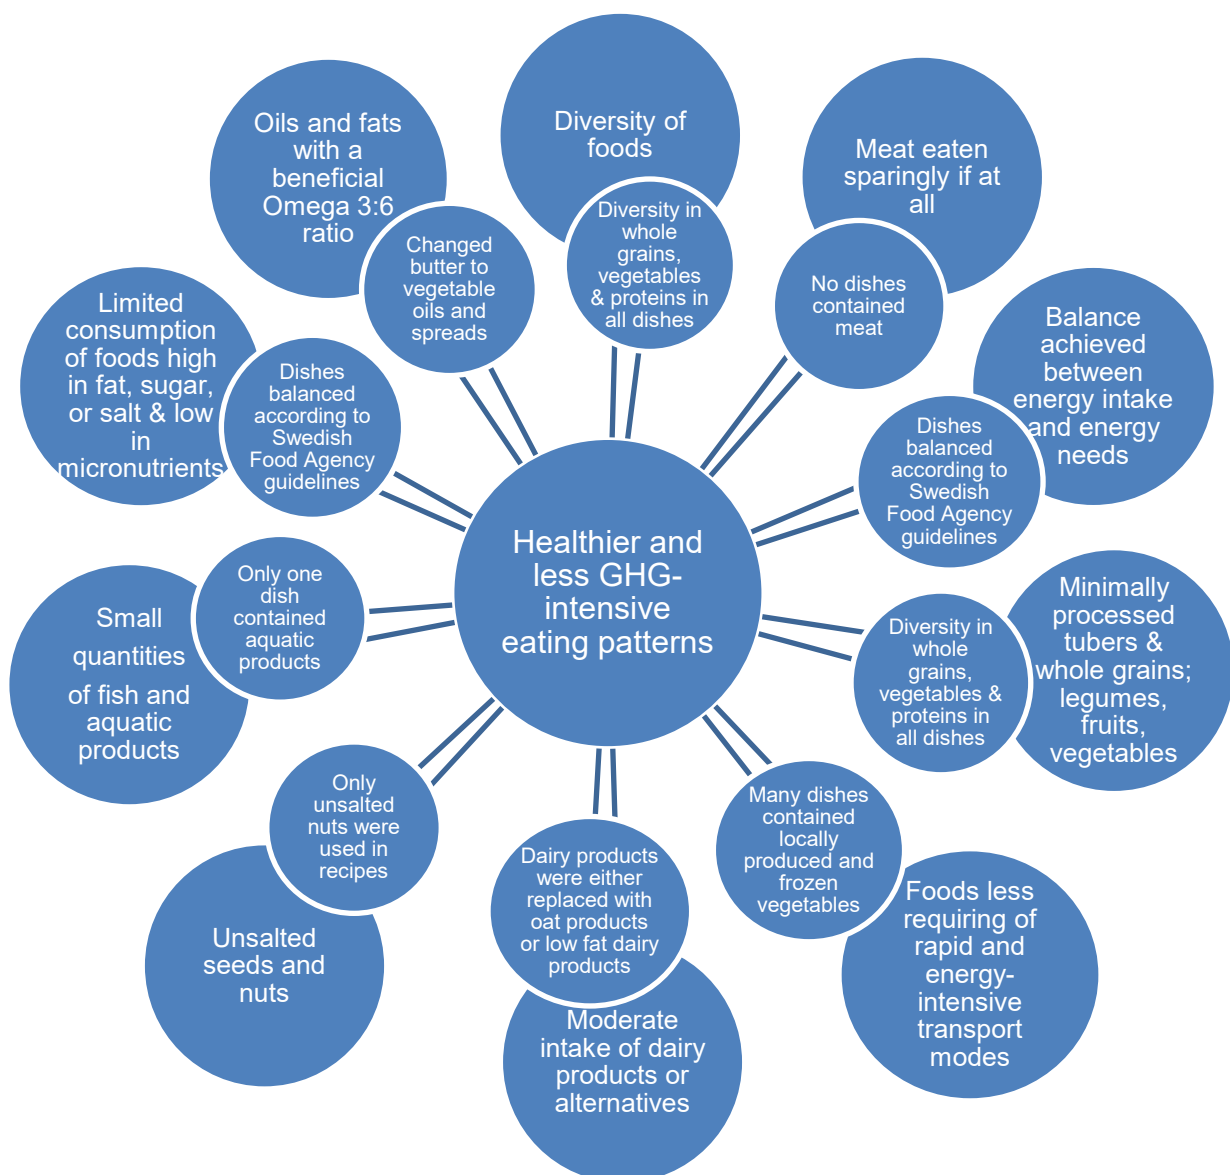 Diversity of
foods
Diversity in
whole
grains,
vegetables
& proteins in
all dishes
Meat eaten
sparingly if at
all
No dishes
contained
meat
Balance
achieved
between
energy intake
and energy
needs
Dishes
balanced
according to
Swedish
Food Agency
guidelines
Minimally
processed
tubers &
whole grains;
legumes,
fruits,
vegetables
Diversity in
whole
grains,
vegetables &
proteins in
all dishes
Foods less
requiring of
rapid and
energy-
intensive
transport
modes
Many dishes
contained
locally
produced and
frozen
vegetables
Moderate
intake of dairy
products or
alternatives
Dairy products
were either
replaced with
oat products
or low fat dairy
products
Unsalted
seeds and
nuts
Only
unsalted
nuts were
used in
recipes
Small
quantities
of fish and
aquatic
products
Only one
dish
contained
aquatic
products
Limited
consumption
of foods high
in fat, sugar,
or salt & low
in
micronutrients
Dishes
balanced
according to
Swedish
Food Agency
guidelines
Oils and fats
with a
beneficial
Omega 3:6
ratio
Changed
butter to
vegetable
oils and
spreads
Healthier and
less GHG-
intensive
eating patterns